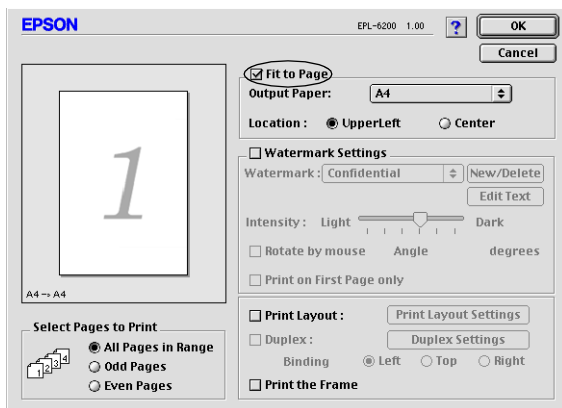 EPSON
EPL-6200 1.00
?
OK
Cancel
1
A4 -> A4
Select Pages to Print
1 2 3 4
All Pages in Range
Odd Pages
Even Pages
Fit to Page
Output Paper: A4
Location : UpperLeft Center
Watermark Settings
Watermark : Confidential New/Delete
Edit Text
Intensity : Light Dark
Rotate by mouse Angle degrees
Print on First Page only
Print Layout : Print Layout Settings
Duplex : Duplex Settings
Binding Left Top Right
Print the Frame